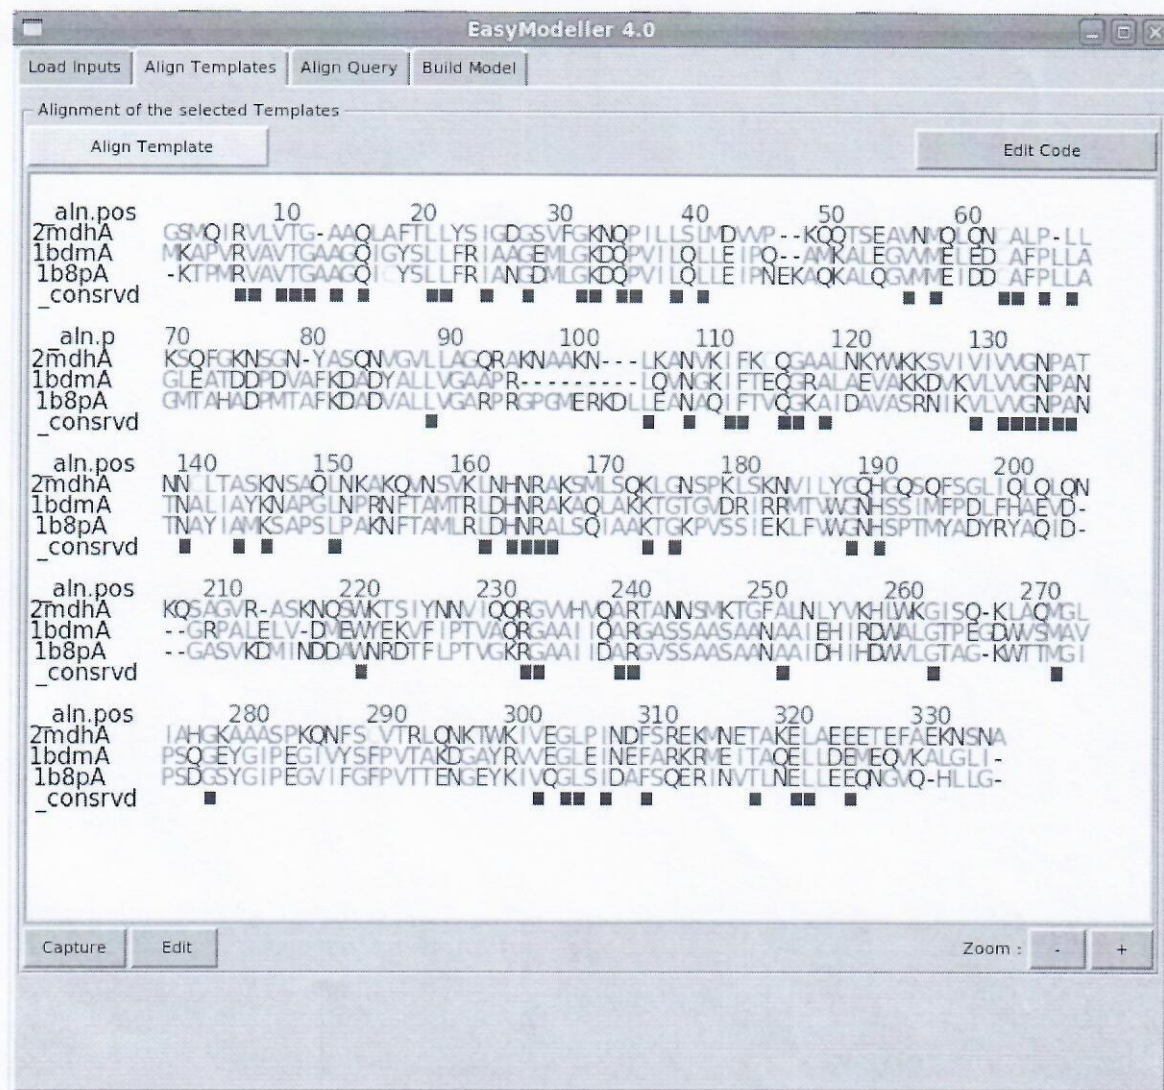 EasyModeller 4.0
Load Inputs Align Templates Align Query Build Model
Alignment of the selected Templates
Align Template Edit Code
_aln.pos 10 20 30 40 50 60
2mdhA GSMQIRVLVTG-AAQLAFTLLYSIGDGSVFGKNQPILLSLMDVVP--KQQTSEAVNMQLQNCALP-LL
1bdmA MKAPVRVAVTGAAGQIGYSLLFRIAAGEMLGKDQPVILQLLEIPQ--AMKALEGVVMELEDCAFPLLA
1b8pA -KTPMRVAVTGAAGQICYSLLFRIANGDMLGKDQPVILQLLEIPNEKAQKALQGVMMEIDDCAFPLLA
_consrvd
_aln.p 70 80 90 100 110 120 130
2mdhA KSQFGKNSGN-YASQNVGVLLAGQRAKNAAKN---LKANVKIFKCQGAALNKYWKKSVIVIVVGNPAT
1bdmA GLEATDDPDVAFKDADYALLVGAAPR---------LQVNGKIFTEQGRALAEVAKKDVKVLVVGNPAN
1b8pA GMTAHADPMTAFKDADVALLVGARPRGPGMERKDLLEANAQIFTVQGKAIDAVASRNIKVLVVGNPAN
_consrvd
_aln.pos 140 150 160 170 180 190 200
2mdhA NNCLTASKNSAQLNKAKQVNSVKLNHNRAKSMLSQKLGNSPKLSKNVILYGQHGQSQFSGLIQLQLQN
1bdmA TNALIAYKNAPGLNPRNFTAMTRLDHNRAKAQLAKKTGTGVDRIRRMTVWGNHSSIMFPDLFHAEVD-
1b8pA TNAYIAMKSAPSLPAKNFTAMLRLDHNRALSQIAAKTGKPVSSIEKLFVWGNHSPTMYADYRYAQID-
_consrvd
_aln.pos 210 220 230 240 250 260 270
2mdhA KQSAGVR-ASKNQSWKTSIYNNVIQQRGVVHVQARTANNSMKTGFALNLYVKHLWKGISQ-KLAQMGL
1bdmA --GRPALELV-DMEWYEKVFIPTVAQRGAAIIQARGASSAASAANAAIEHIRDWALGTPEGDWVSMAV
1b8pA --GASVKDMINDDAWNRDTFLPTVGKRGAAIIDARGVSSAASAANAAIDHIHDWVLGTAG-KWTTMGI
_consrvd
_aln.pos 280 290 300 310 320 330
2mdhA IAHGKAAASPKQNFSCVTRLQNKTWKIVEGLPINDFSREKMNETAKELAEEETEFAEKNSNA
1bdmA PSQGEYGIPEGIVYSFPVTAKDGAYRVVEGLEINEFARKRMEITAQELLDEMEQVKALGLI-
1b8pA PSDGSYGIPEGVIFGFPVTTENGEYKIVQGLSIDAFSQERINVTLNELLEEQNGVQ-HLLG-
_consrvd
Capture Edit Zoom : - +